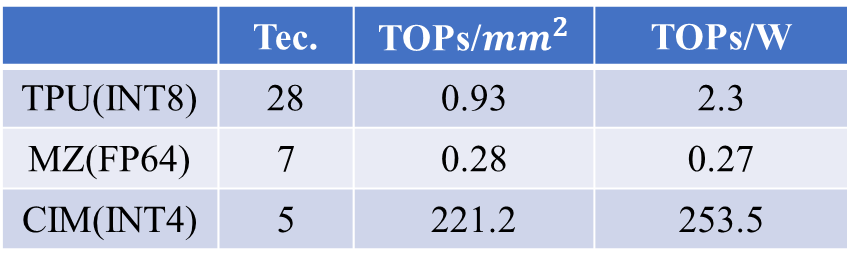 Tec. TOPs/mm² TOPs/W
TPU(INT8) 28 0.93 2.3
MZ(FP64) 7 0.28 0.27
CIM(INT4) 5 221.2 253.5